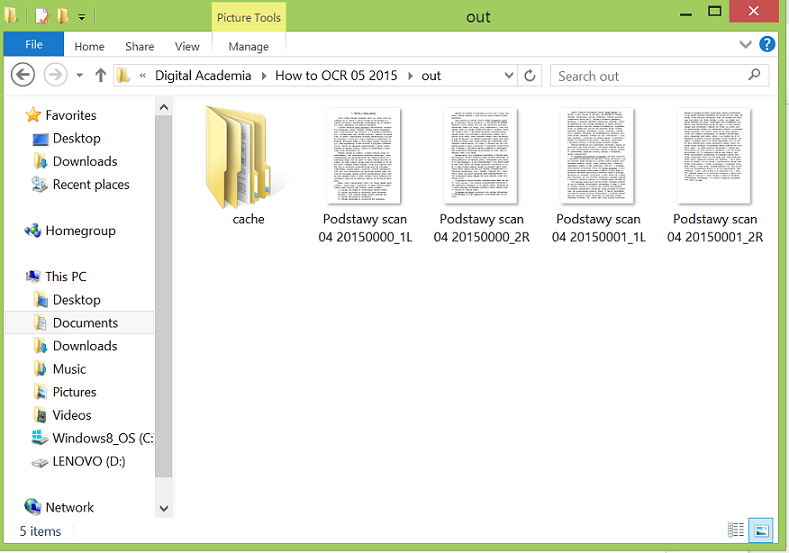 Picture Tools
out
File
Home
Share
View
Manage
« Digital Academia
How to OCR 05 2015
out
Search out
Favorites
Desktop
Downloads
Recent places
Homegroup
This PC
Desktop
Documents
Downloads
Music
Pictures
Videos
Windows8_OS (C:
LENOVO (D:)
Network
cache
Podstawy scan
04 20150000_1L
Podstawy scan
04 20150000_2R
Podstawy scan
04 20150001_1L
Podstawy scan
04 20150001_2R
5 items